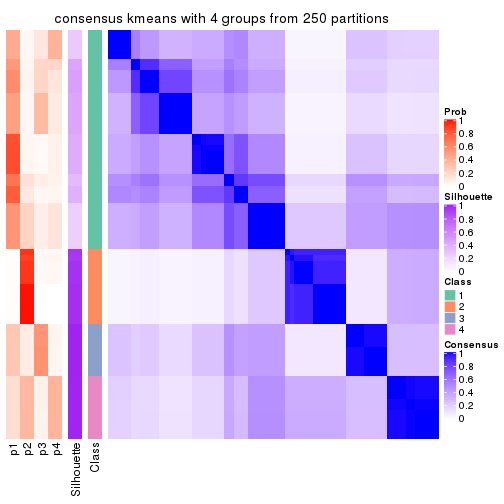 consensus kmeans with 4 groups from 250 partitions
Prob
1
0.8
0.6
0.4
0.2
0
Silhouette
1
0.8
0.6
0.4
0.2
0
Class
1
2
3
4
Consensus
1
0.8
0.6
0.4
0.2
0
p1
p2
p3
p4
Silhouette
Class